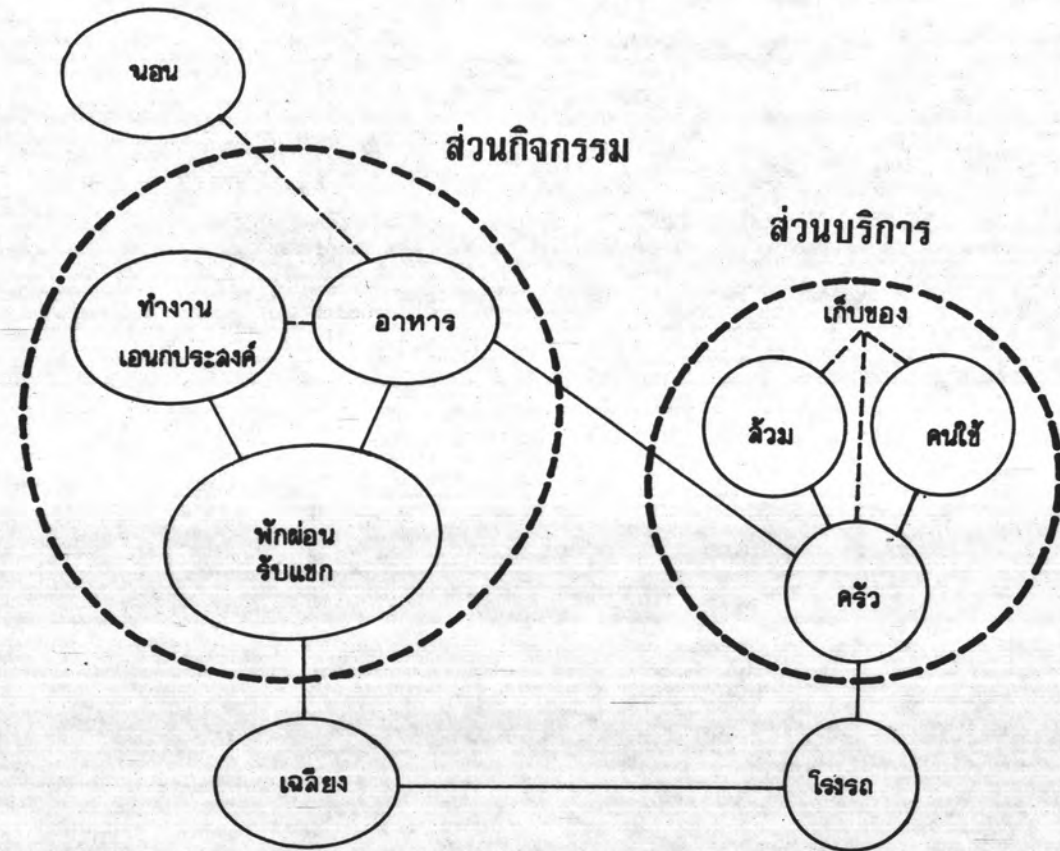 นอน
ส่วนกิจกรรม
ส่วนบริการ
ทำงาน
เอนกประสงค์
อาหาร
เก็บของ
ส้วม
คนใช้
พักผ่อน
รับแขก
ครัว
เฉลียง
โรงรถ